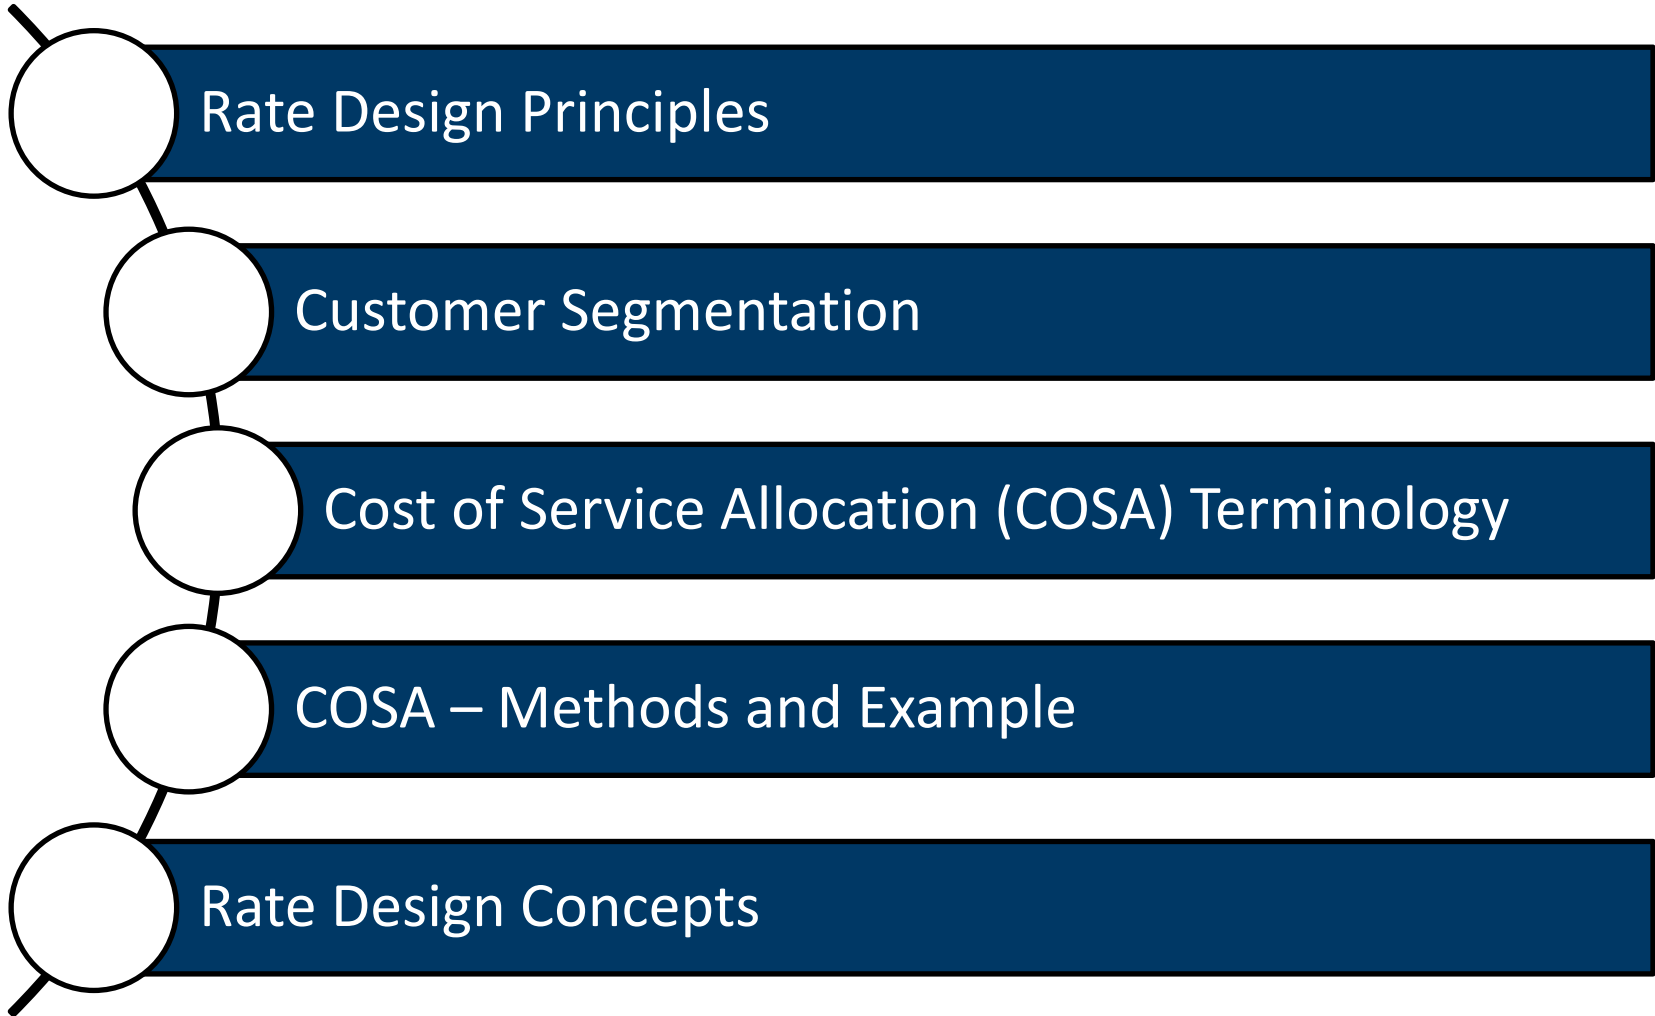 Rate Design Principles
Customer Segmentation
Cost of Service Allocation (COSA) Terminology
COSA – Methods and Example
Rate Design Concepts